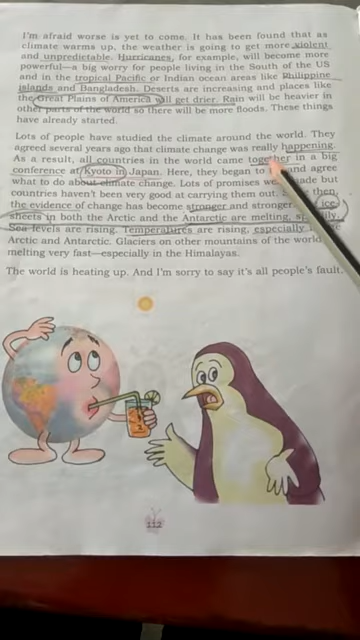 I'm afraid worse is yet to come. It has been found that as
climate warms up, the weather is going to get more violent
and unpredictable. Hurricanes, for example, will become more
powerful—a big worry for people living in the South of the US
and in the tropical Pacific or Indian ocean areas like Philippine
islands and Bangladesh. Deserts are increasing and places like
the Great Plains of America will get drier. Rain will be heavier in
other parts of the world so there will be more floods. These things
have already started.
Lots of people have studied the climate around the world. They
agreed several years ago that climate change was really happening.
As a result, all countries in the world came together in a big
conference at Kyoto in Japan. Here, they began to and agree
what to do about climate change. Lots of promises we made but
countries haven't been very good at carrying them out. then,
the evidence of change has become stronger and stronger. ice
sheets in both the Arctic and the Antarctic are melting,
Sea levels are rising. Temperatures are rising, especially
Arctic and Antarctic. Glaciers on other mountains of the world
melting very fast—especially in the Himalayas.
The world is heating up. And I'm sorry to say it's all people's fault.
112